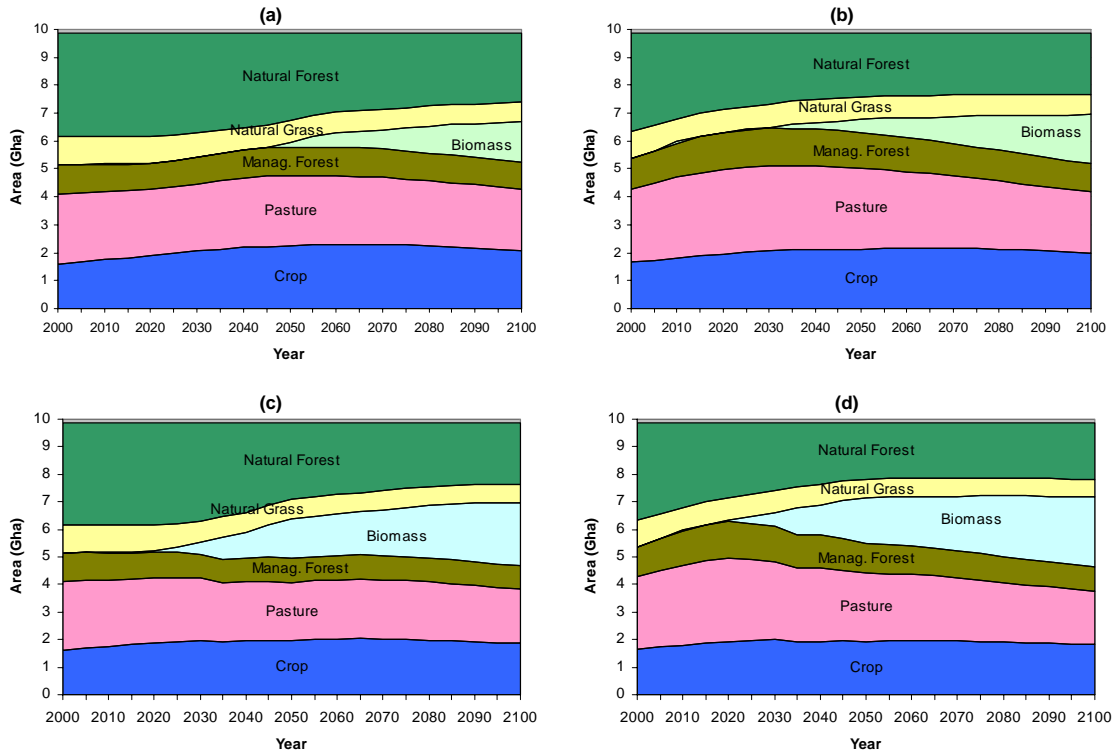 (a)
10
9
8
7
6
5
4
3
2
1
0
Area (Gha)
Natural Forest
Natural Grass
Biomass
Manag. Forest
Pasture
Crop
2000 2010 2020 2030 2040 2050 2060 2070 2080 2090 2100
Year
(b)
10
9
8
7
6
5
4
3
2
1
0
Area (Gha)
Natural Forest
Natural Grass
Biomass
Manag. Forest
Pasture
Crop
2000 2010 2020 2030 2040 2050 2060 2070 2080 2090 2100
Year
(c)
10
9
8
7
6
5
4
3
2
1
0
Area (Gha)
Natural Forest
Natural Grass
Biomass
Manag. Forest
Pasture
Crop
2000 2010 2020 2030 2040 2050 2060 2070 2080 2090 2100
Year
(d)
10
9
8
7
6
5
4
3
2
1
0
Area (Gha)
Natural Forest
Natural Grass
Biomass
Manag. Forest
Pasture
Crop
2000 2010 2020 2030 2040 2050 2060 2070 2080 2090 2100
Year